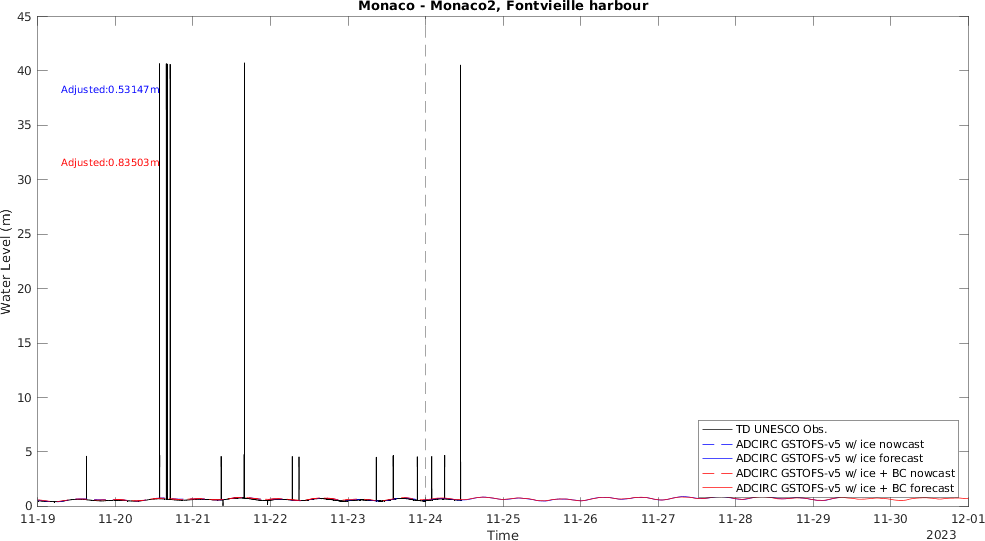 Monaco - Monaco2, Fontvieille harbour
45
40
35
30
25
20
15
10
5
0
Water Level (m)
Adjusted:0.53147m
Adjusted:0.83503m
TD UNESCO Obs.
ADCIRC GSTOFS-v5 w/ ice nowcast
ADCIRC GSTOFS-v5 w/ ice forecast
ADCIRC GSTOFS-v5 w/ ice + BC nowcast
ADCIRC GSTOFS-v5 w/ ice + BC forecast
11-19 11-20 11-21 11-22 11-23 11-24 11-25 11-26 11-27 11-28 11-29 11-30 12-01
Time
2023